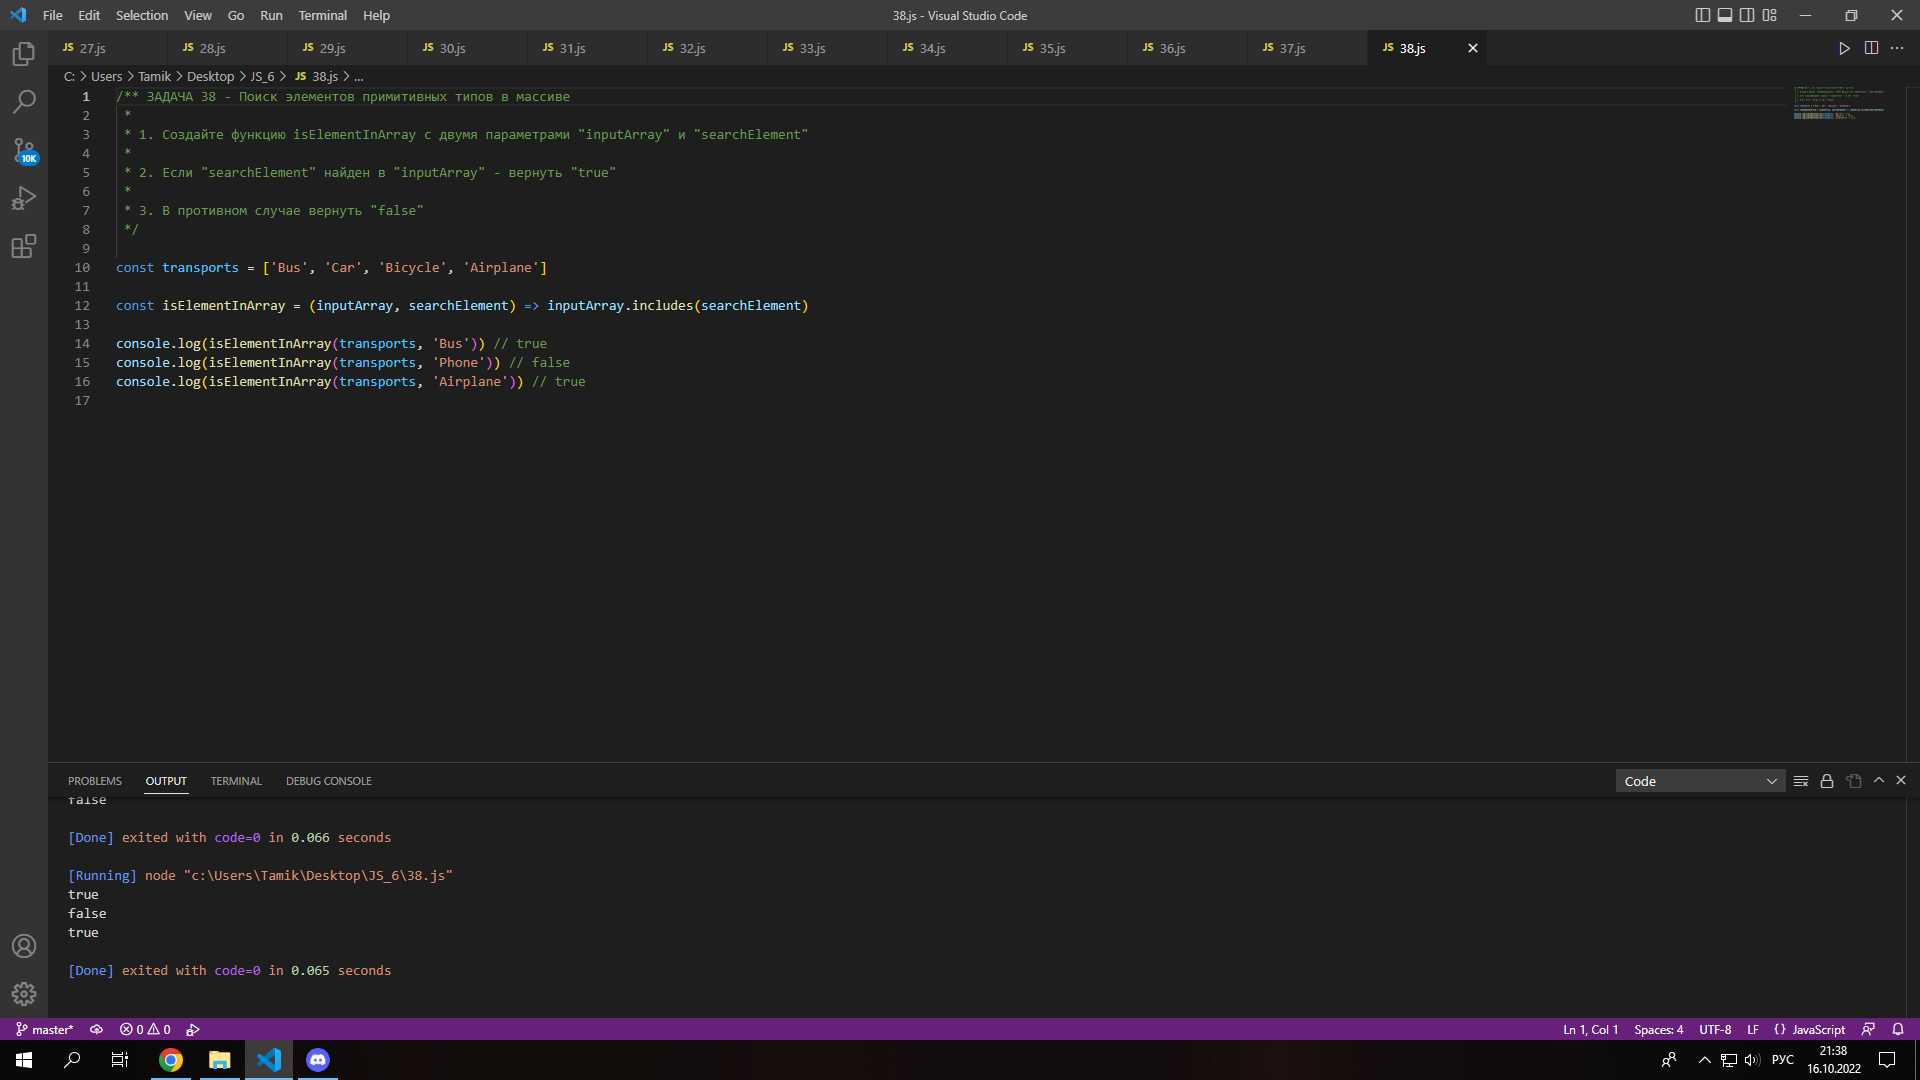 File Edit Selection View Go Run Terminal Help 38.js - Visual Studio Code
JS 27.js JS 28.js JS 29.js JS 30.js JS 31.js JS 32.js JS 33.js JS 34.js JS 35.js JS 36.js JS 37.js JS 38.js
C: > Users > Tamik > Desktop > JS_6 > JS 38.js > ...
1 /** ЗАДАЧА 38 - Поиск элементов примитивных типов в массиве
2 *
3 * 1. Создайте функцию isElementInArray с двумя параметрами "inputArray" и "searchElement"
4 *
5 * 2. Если "searchElement" найден в "inputArray" - вернуть "true"
6 *
7 * 3. В противном случае вернуть "false"
8 */
9
10 const transports = ['Bus', 'Car', 'Bicycle', 'Airplane']
11
12 const isElementInArray = (inputArray, searchElement) => inputArray.includes(searchElement)
13
14 console.log(isElementInArray(transports, 'Bus')) // true
15 console.log(isElementInArray(transports, 'Phone')) // false
16 console.log(isElementInArray(transports, 'Airplane')) // true
17
10K
PROBLEMS OUTPUT TERMINAL DEBUG CONSOLE Code
false
[Done] exited with code=0 in 0.066 seconds
[Running] node "c:\Users\Tamik\Desktop\JS_6\38.js"
true
false
true
[Done] exited with code=0 in 0.065 seconds
master* 0 0 Ln 1, Col 1 Spaces: 4 UTF-8 LF {} JavaScript
РУС 21:38
16.10.2022